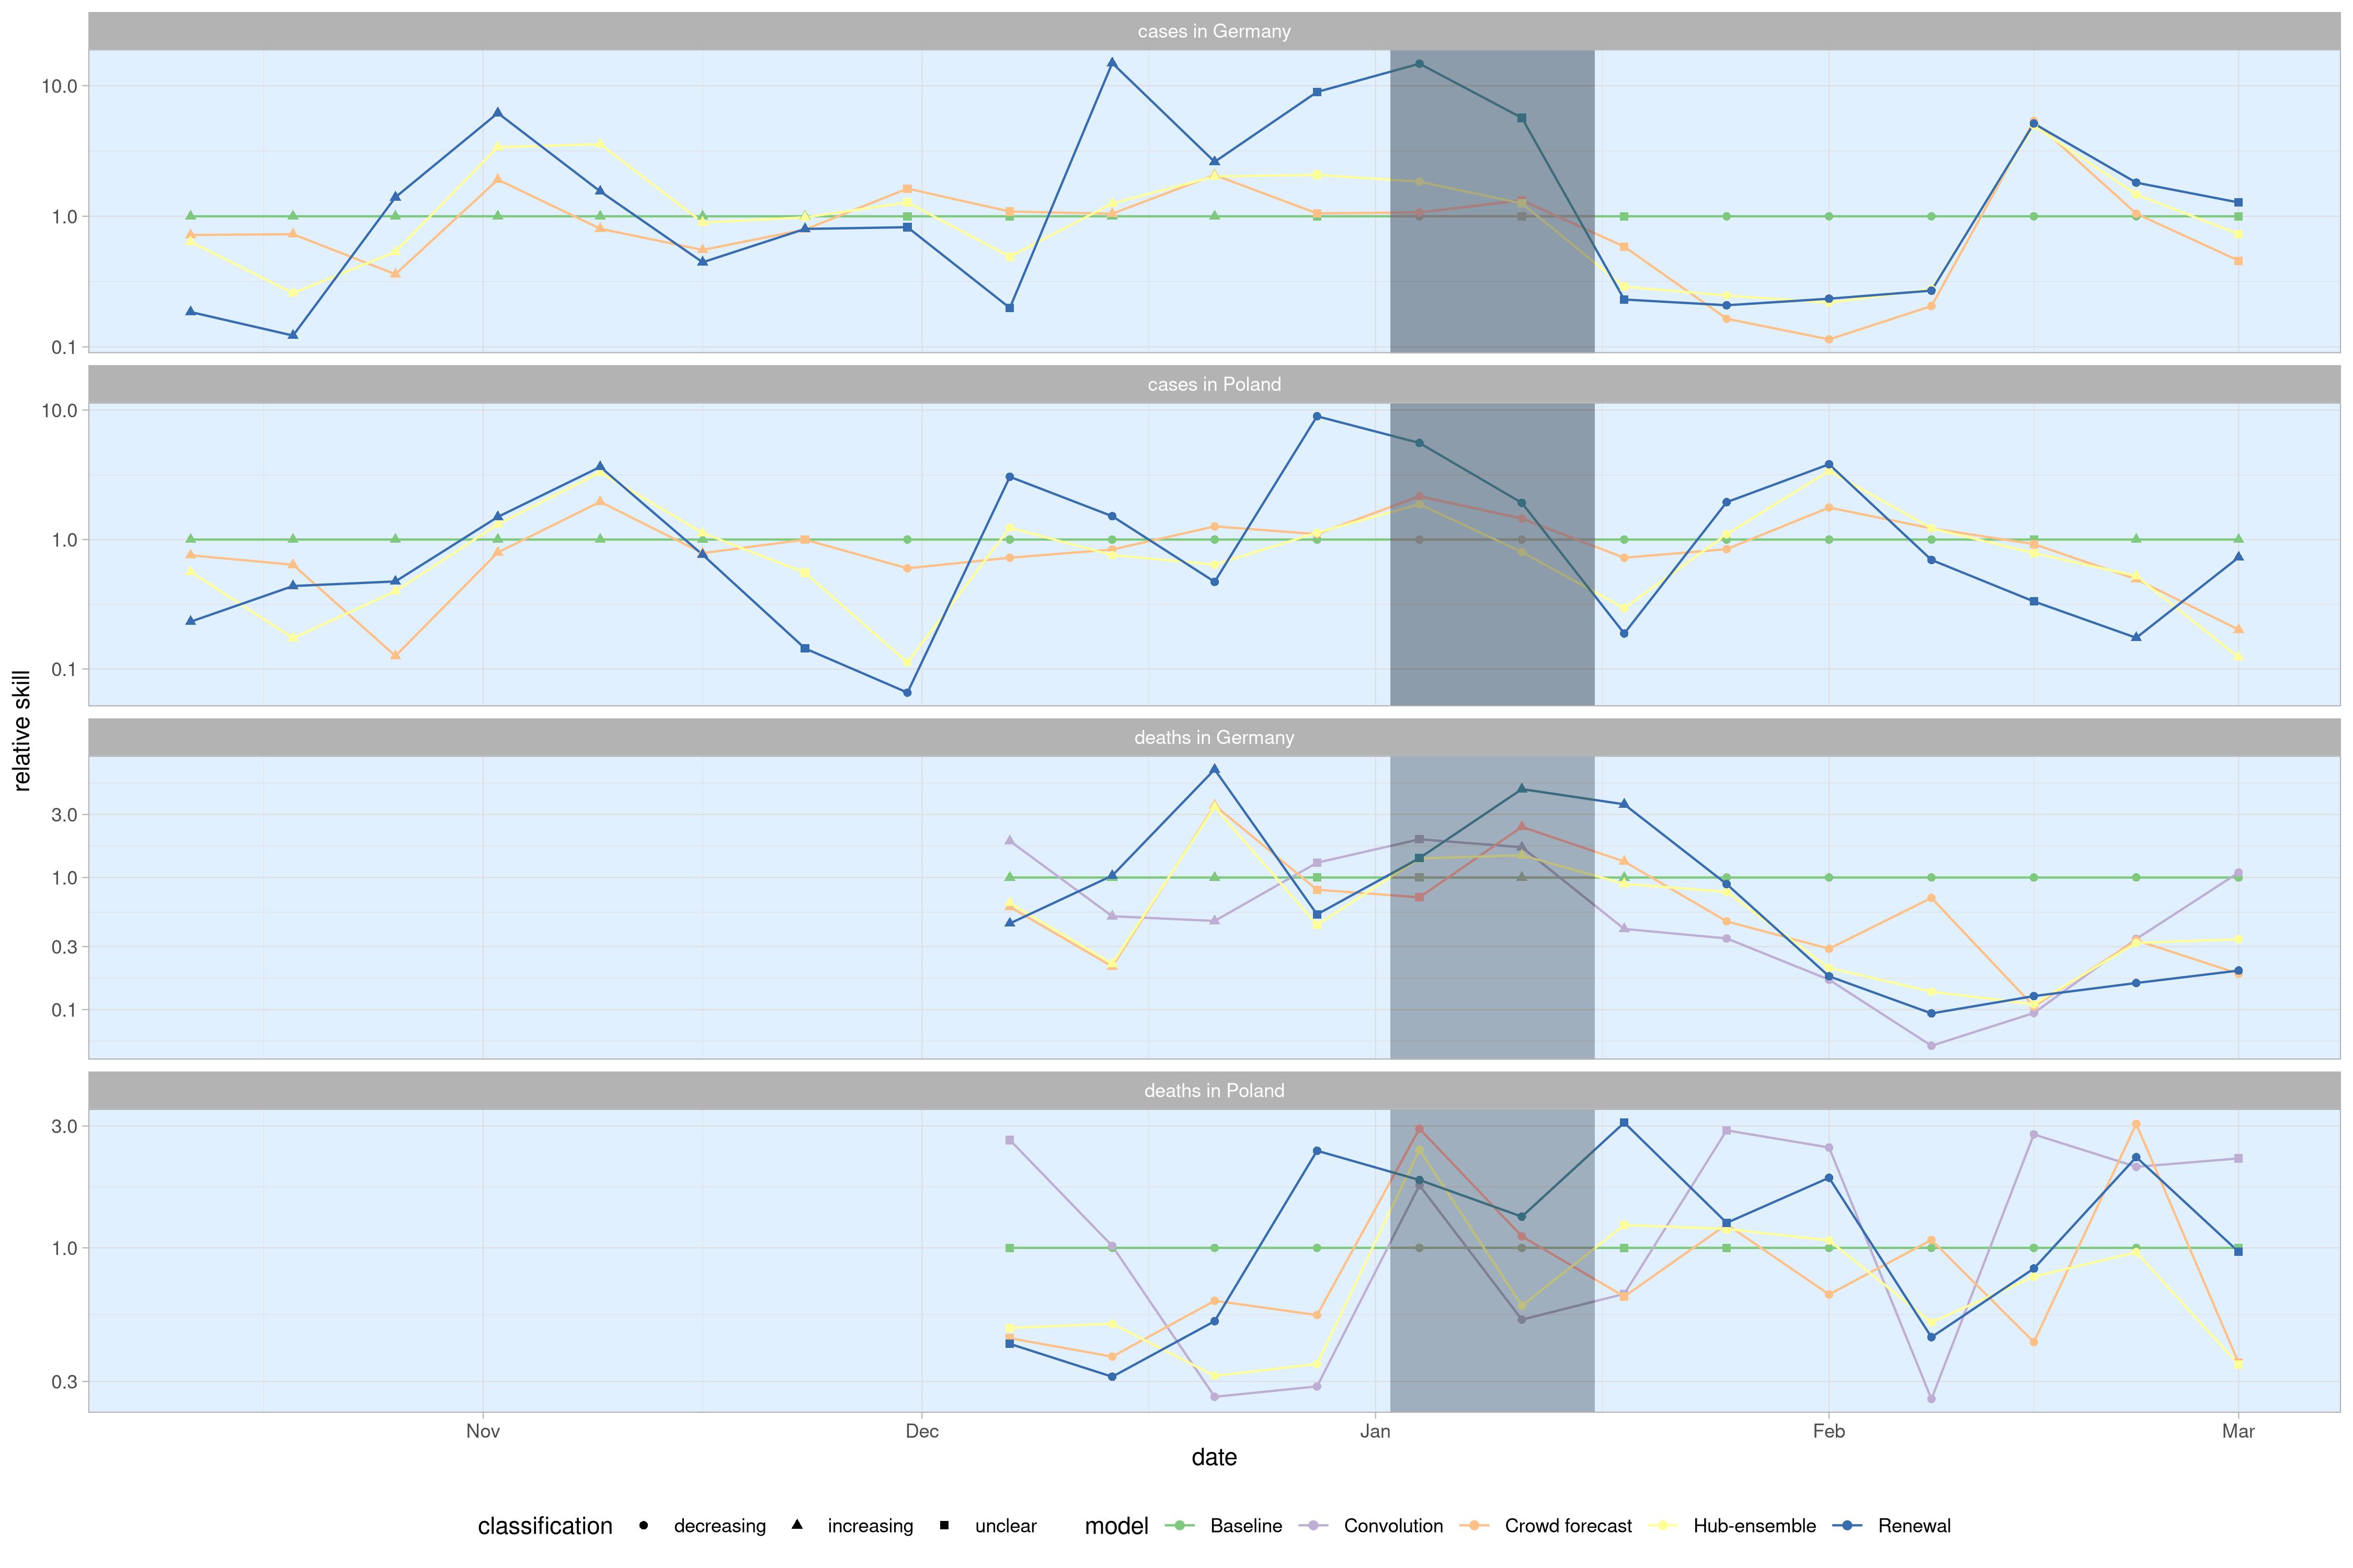 cases in Germany
10.0
1.0
0.1
cases in Poland
10.0
1.0
0.1
deaths in Germany
3.0
1.0
0.3
0.1
deaths in Poland
3.0
1.0
0.3
relative skill
Nov Dec Jan Feb Mar
date
classification decreasing increasing unclear model Baseline Convolution Crowd forecast Hub-ensemble Renewal